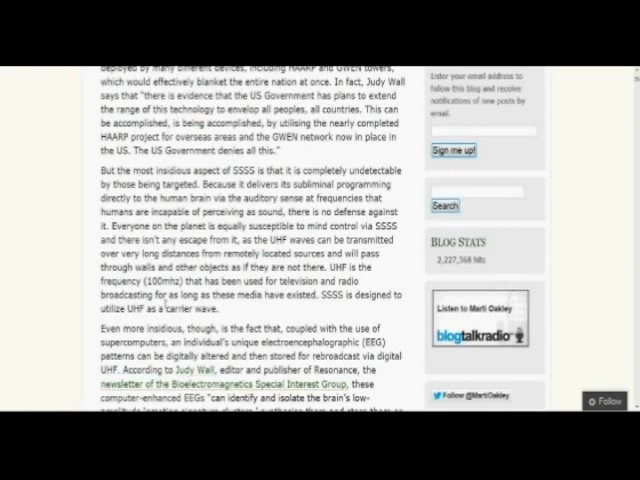 deployed by many different devices, including HAARP and GWEN towers,
which would effectively blanket the entire nation at once. In fact, Judy Wall
says that "there is evidence that the US Government has plans to extend
the range of this technology to envelop all peoples, all countries. This can
be accomplished, is being accomplished, by utilising the nearly completed
HAARP project for overseas areas and the GWEN network now in place in
the US. The US Government denies all this."
But the most insidious aspect of SSSS is that it is completely undetectable
by those being targeted. Because it delivers its subliminal programming
directly to the human brain via the auditory sense at frequencies that
humans are incapable of perceiving as sound, there is no defense against
it. Everyone on the planet is equally susceptible to mind control via SSSS
and there isn't any escape from it, as the UHF waves can be transmitted
over very long distances from remotely located sources and will pass
through walls and other objects as if they are not there. UHF is the
frequency (100mhz) that has been used for television and radio
broadcasting for as long as these media have existed. SSSS is designed to
utilize UHF as a carrier wave.
Even more insidious, though, is the fact that, coupled with the use of
supercomputers, an individual's unique electroencephalographic (EEG)
patterns can be digitally altered and then stored for rebroadcast via digital
UHF. According to Judy Wall, editor and publisher of Resonance, the
newsletter of the Bioelectromagnetics Special Interest Group, these
computer-enhanced EEGs "can identify and isolate the brain's low-
Enter your email address to
follow this blog and receive
notifications of new posts by
email.
Sign me up!
Search
BLOG STATS
2,227,368 hits
Listen to Marti Oakley
blogtalkradio
Follow @MartiOakley
Follow